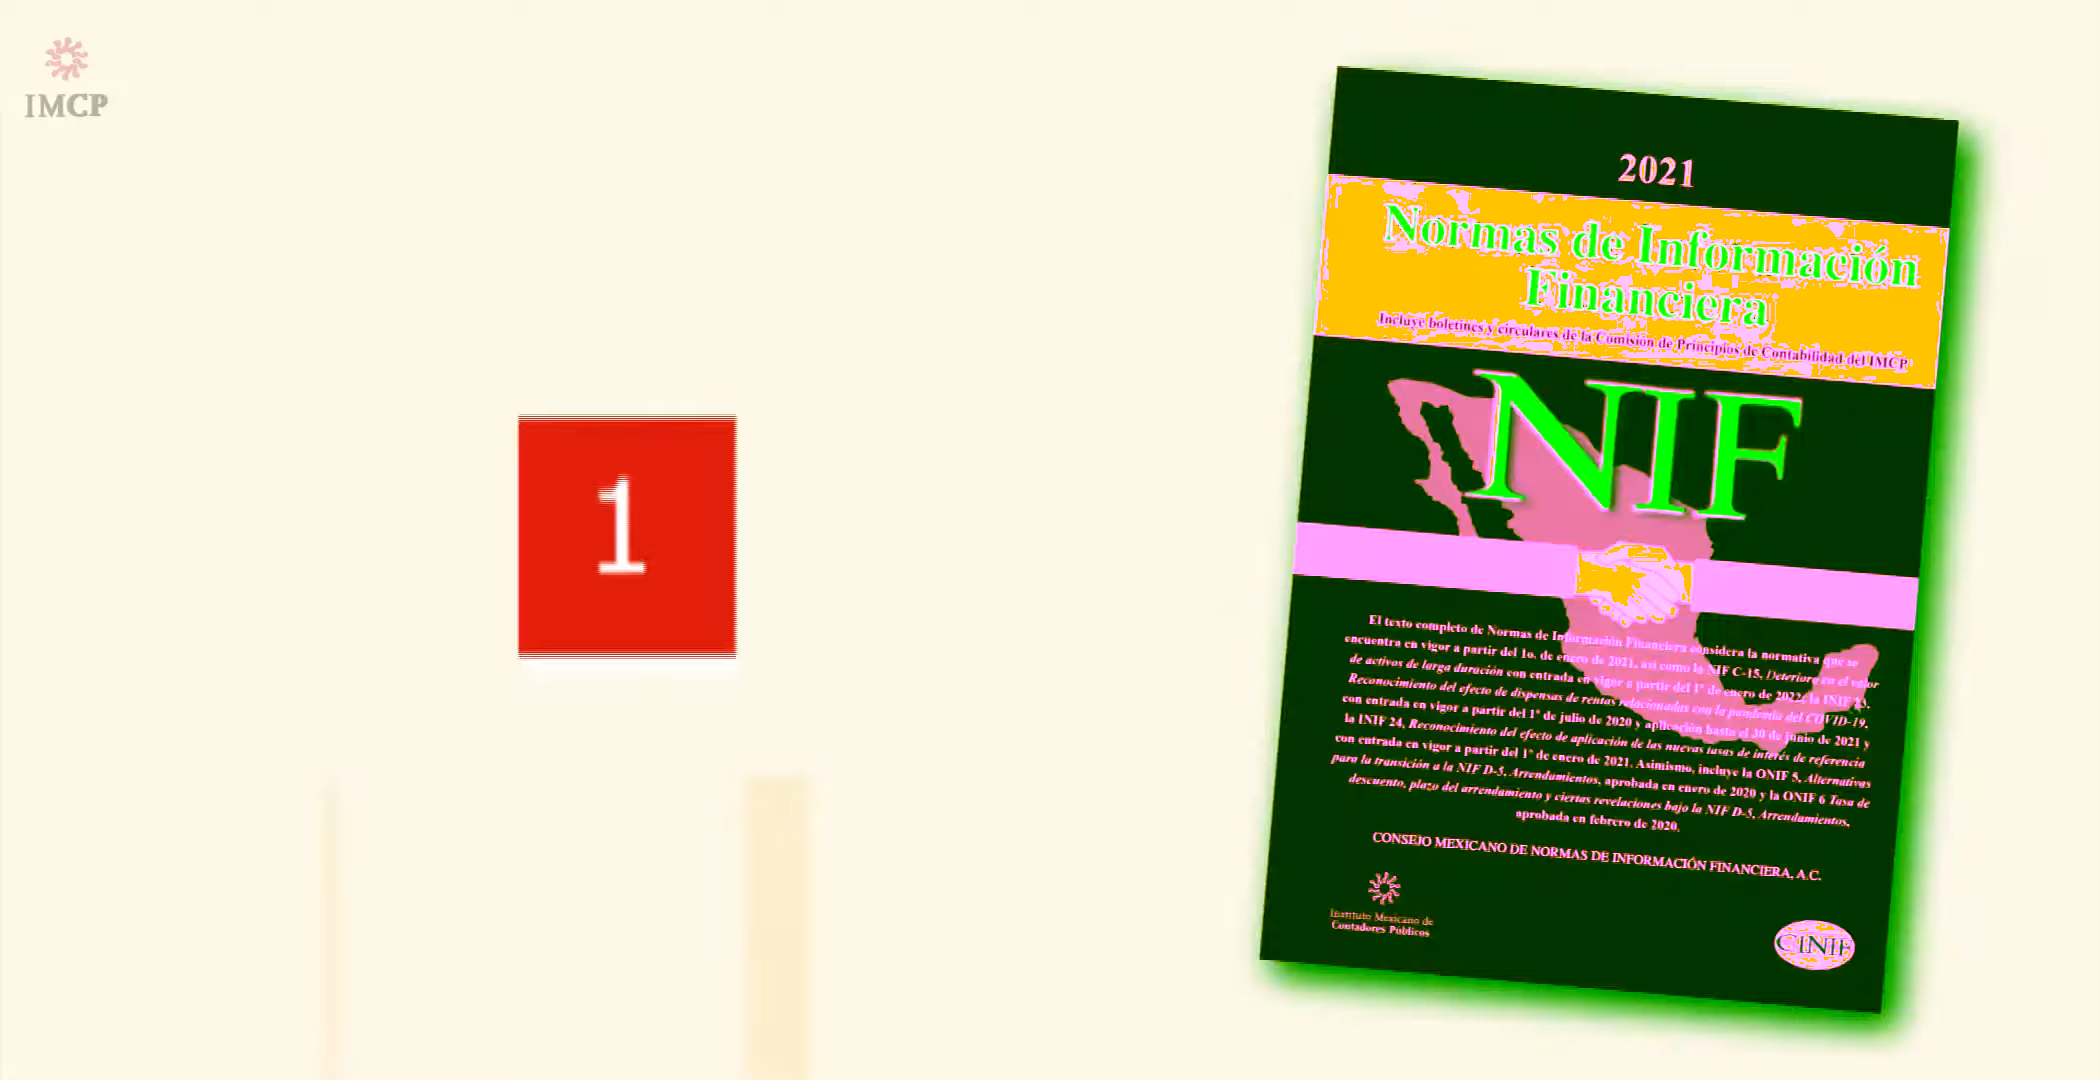 IMCP
1
2021
Normas de Información
Financiera
Incluye boletines y circulares de la Comisión de Principios de Contabilidad del IMCP
NIF
El texto completo de Normas de Información Financiera considera la normativa que se
encuentra en vigor a partir del 1o. de enero de 2021, así como la NIF C-15, Deterioro en el valor
de activos de larga duración con entrada en vigor a partir del 1° de enero de 2022; la INIF 23,
Reconocimiento del efecto de dispensas de rentas relacionadas con la pandemia del COVID-19,
con entrada en vigor a partir del 1° de julio de 2020 y aplicación hasta el 30 de junio de 2021 y
la INIF 24, Reconocimiento del efecto de aplicación de las nuevas tasas de interés de referencia
con entrada en vigor a partir del 1° de enero de 2021. Asimismo, incluye la ONIF 5, Alternativas
para la transición a la NIF D-5, Arrendamientos, aprobada en enero de 2020 y la ONIF 6 Tasa de
descuento, plazo del arrendamiento y ciertas revelaciones bajo la NIF D-5, Arrendamientos,
aprobada en febrero de 2020.
CONSEJO MEXICANO DE NORMAS DE INFORMACIÓN FINANCIERA, A.C.
Instituto Mexicano de
Contadores Públicos
CINIF